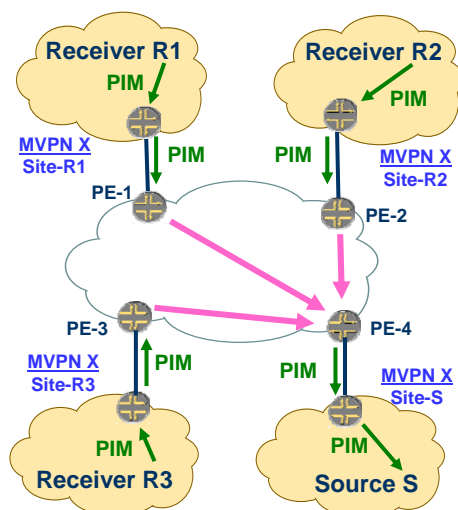 Receiver R1
Receiver R2
PIM
PIM
MVPN X
Site-R1
PIM
PIM
MVPN X
Site-R2
PE-1
PE-2
PE-3
PE-4
MVPN X
Site-R3
PIM
PIM
MVPN X
Site-S
PIM
PIM
Receiver R3
Source S